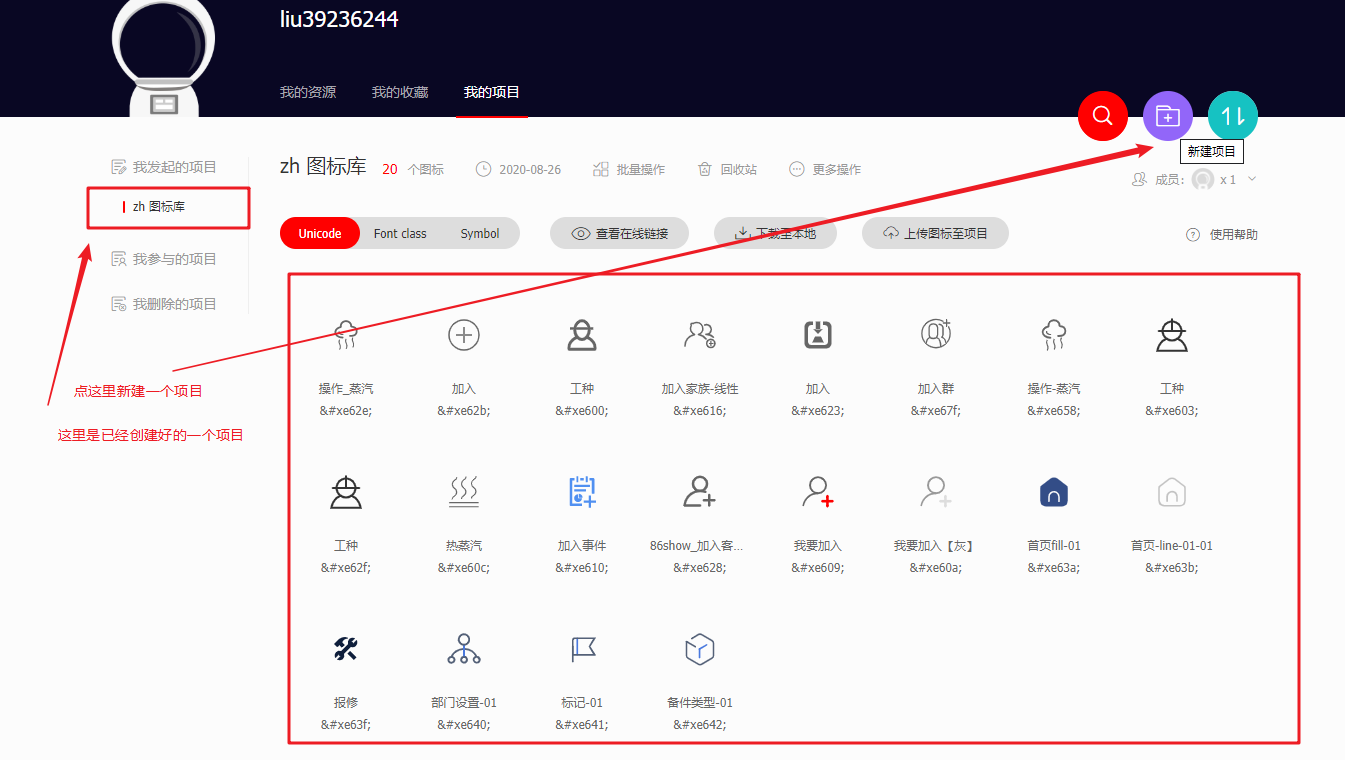 liu39236244
我的资源 我的收藏 我的项目
新建项目
我发起的项目
zh 图标库
我参与的项目
我删除的项目
点这里新建一个项目
这里是已经创建好的一个项目
zh 图标库 20 个图标 2020-08-26 批量操作 回收站 更多操作
成员: x 1
Unicode Font class Symbol 查看在线链接 下载至本地 上传图标至项目 使用帮助
操作_蒸汽 加入 工种 加入家族-线性 加入 加入群 操作-蒸汽 工种
&#xe62e; &#xe62b; &#xe600; &#xe616; &#xe623; &#xe67f; &#xe658; &#xe603;
工种 热蒸汽 加入事件 86show_加入客... 我要加入 我要加入【灰】 首页fill-01 首页-line-01-01
&#xe62f; &#xe60c; &#xe610; &#xe628; &#xe609; &#xe60a; &#xe63a; &#xe63b;
报修 部门设置-01 标记-01 备件类型-01
&#xe63f; &#xe640; &#xe641; &#xe642;